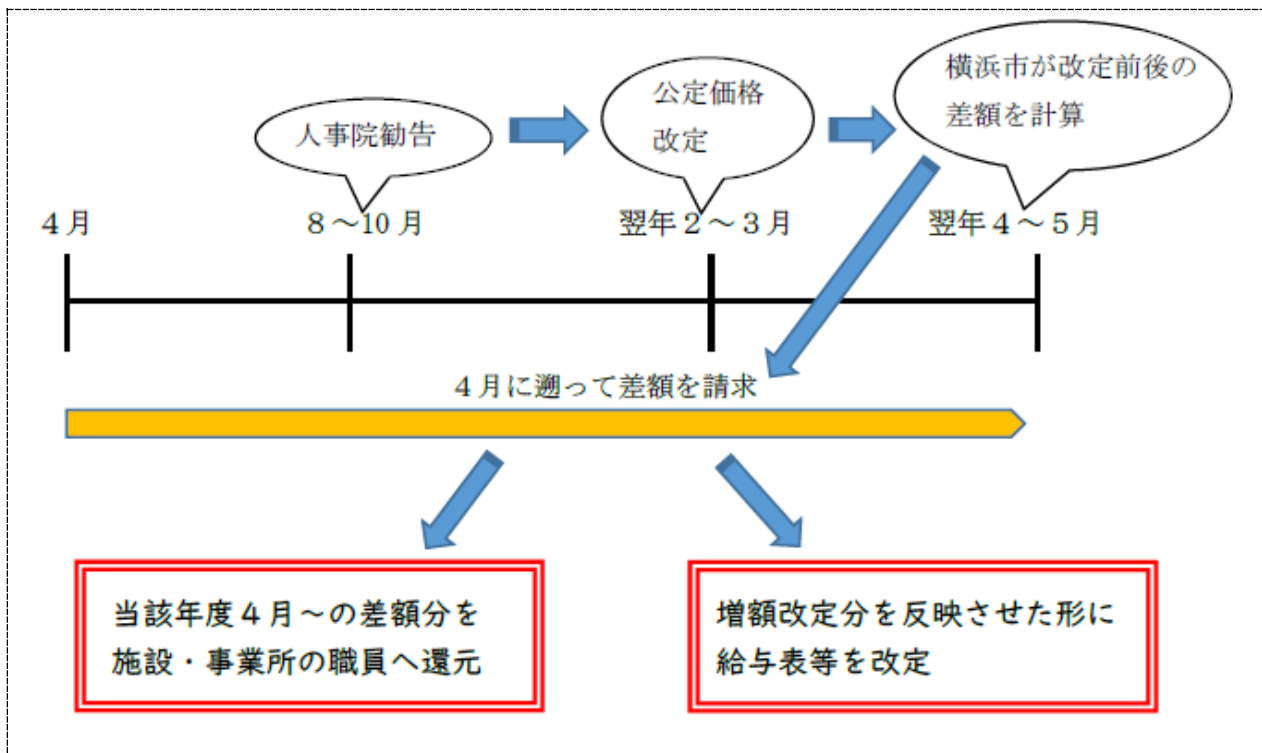 横浜市が改定前後の
差額を計算
公定価格
改定
人事院勧告
4月
8~10月
翌年2~3月
翌年4~5月
4月に遡って差額を請求
当該年度4月~の差額分を
施設・事業所の職員へ還元
増額改定分を反映させた形に
給与表等を改定